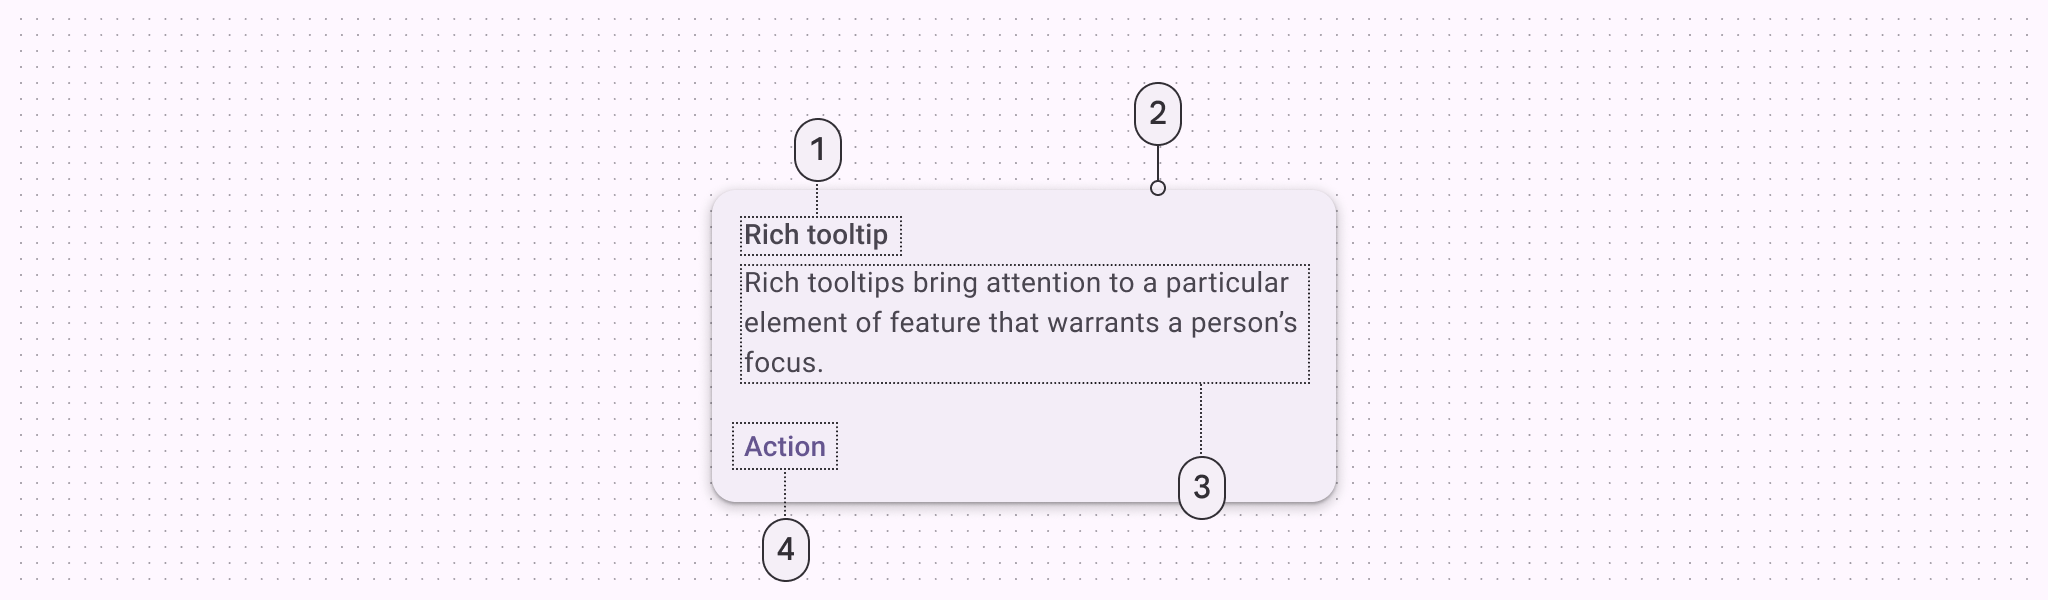 1
2
Rich tooltip
Rich tooltips bring attention to a particular
element of feature that warrants a person’s
focus.
Action
3
4